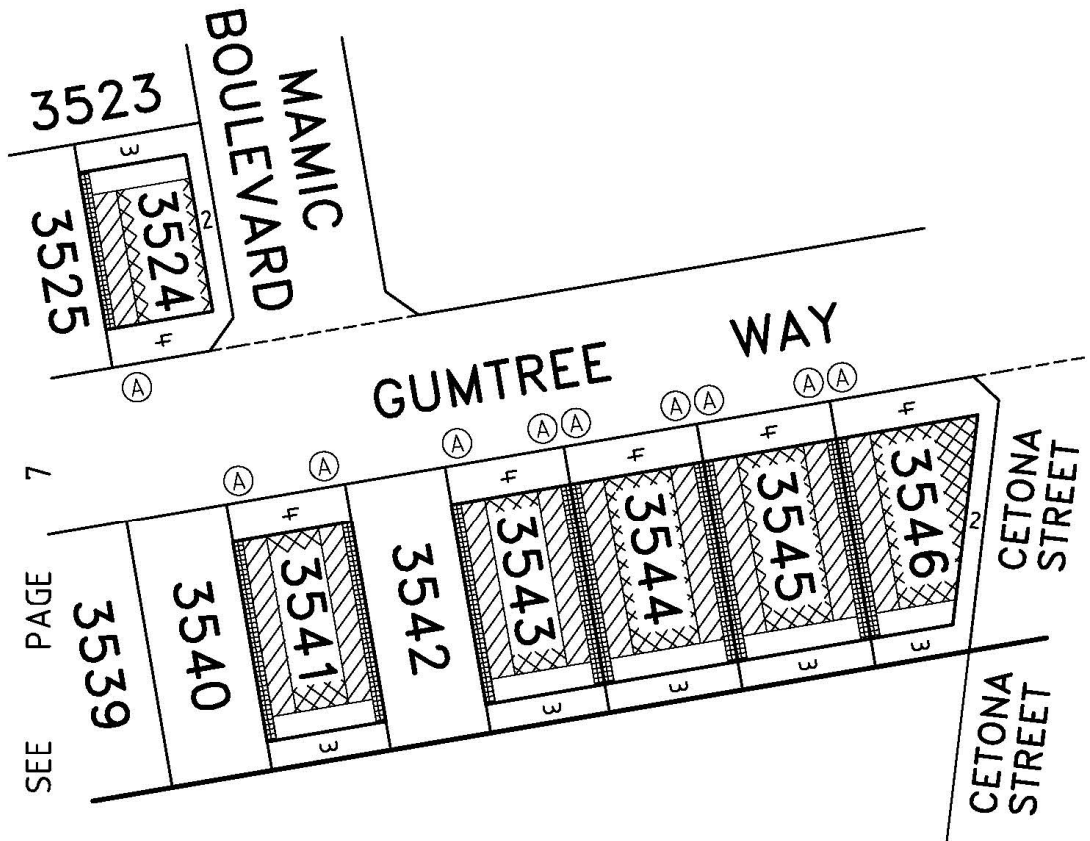 MAMIC
BOULEVARD
3523
3
3524
2
3525
4
A
GUMTREE WAY
A A A A A A A A
SEE PAGE 7
4 4 4 4 4
3539
3540
3541
3542
3543
3544
3545
3546
2
3 3 3 3 3
CETONA
STREET
CETONA
STREET